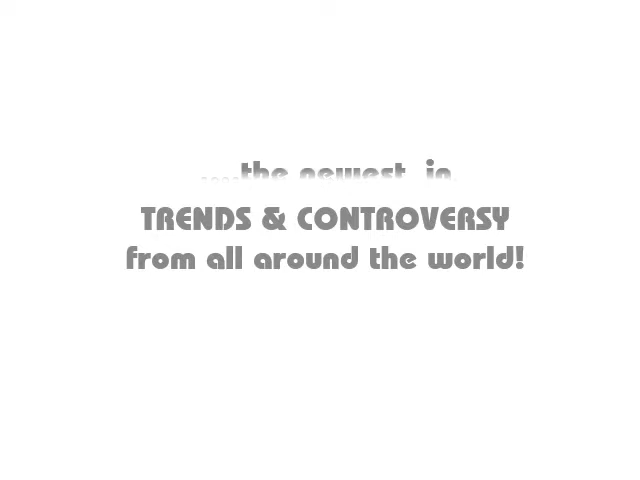 ....the newest in
TRENDS & CONTROVERSY
from all around the world!